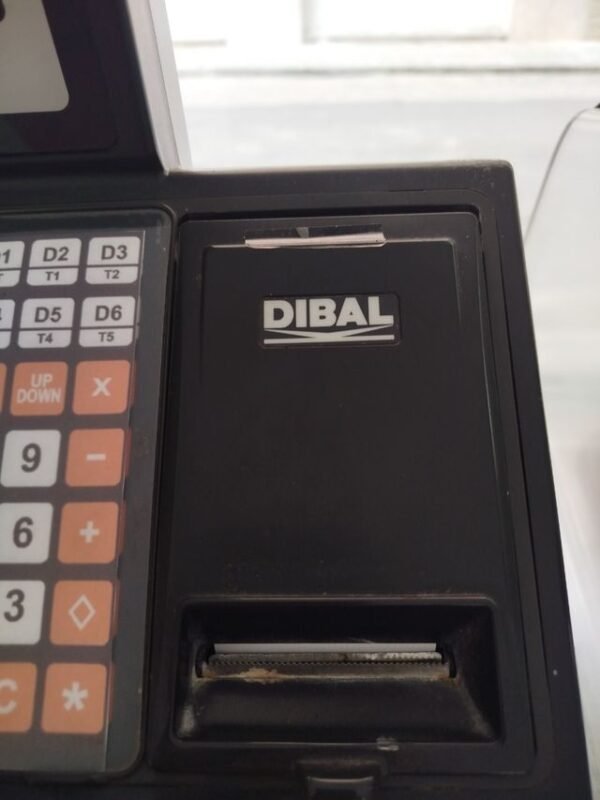 DIBAL
D2 D3
T1 T2
D5 D6
T4 T5
UP
DOWN X
9 -
6 +
3 ◇
C *